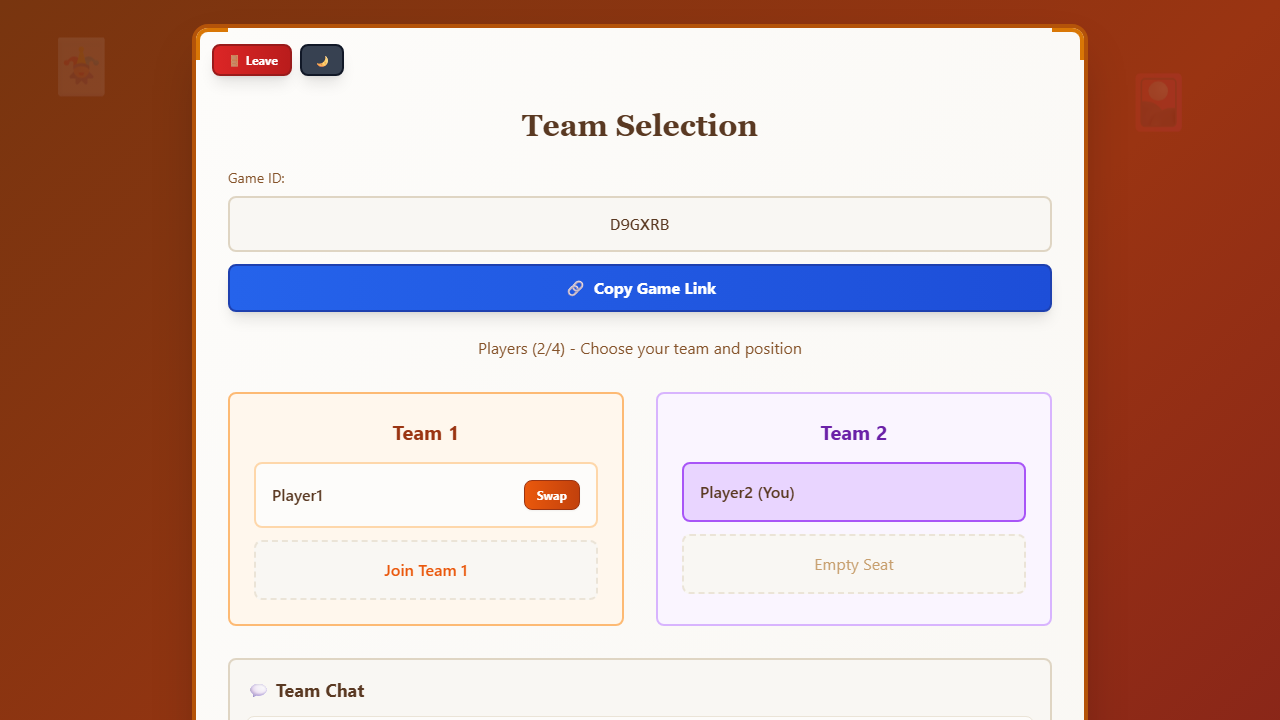 Leave
Team Selection
Game ID:
D9GXRB
Copy Game Link
Players (2/4) - Choose your team and position
Team 1
Player1
Swap
Join Team 1
Team 2
Player2 (You)
Empty Seat
Team Chat